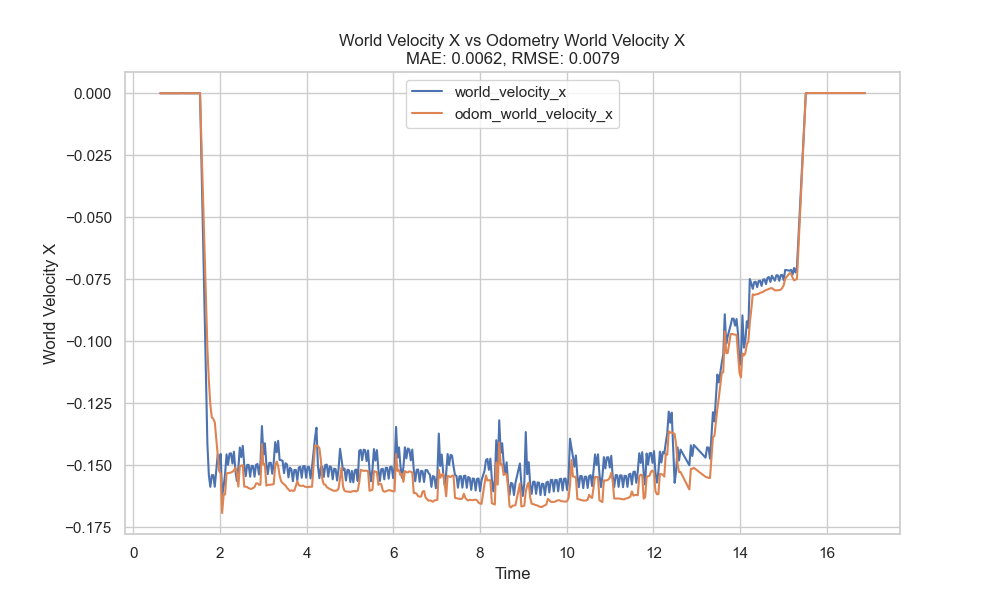 World Velocity X vs Odometry World Velocity X
MAE: 0.0062, RMSE: 0.0079
world_velocity_x
odom_world_velocity_x
0.000
−0.025
−0.050
−0.075
−0.100
−0.125
−0.150
−0.175
World Velocity X
0 2 4 6 8 10 12 14 16
Time